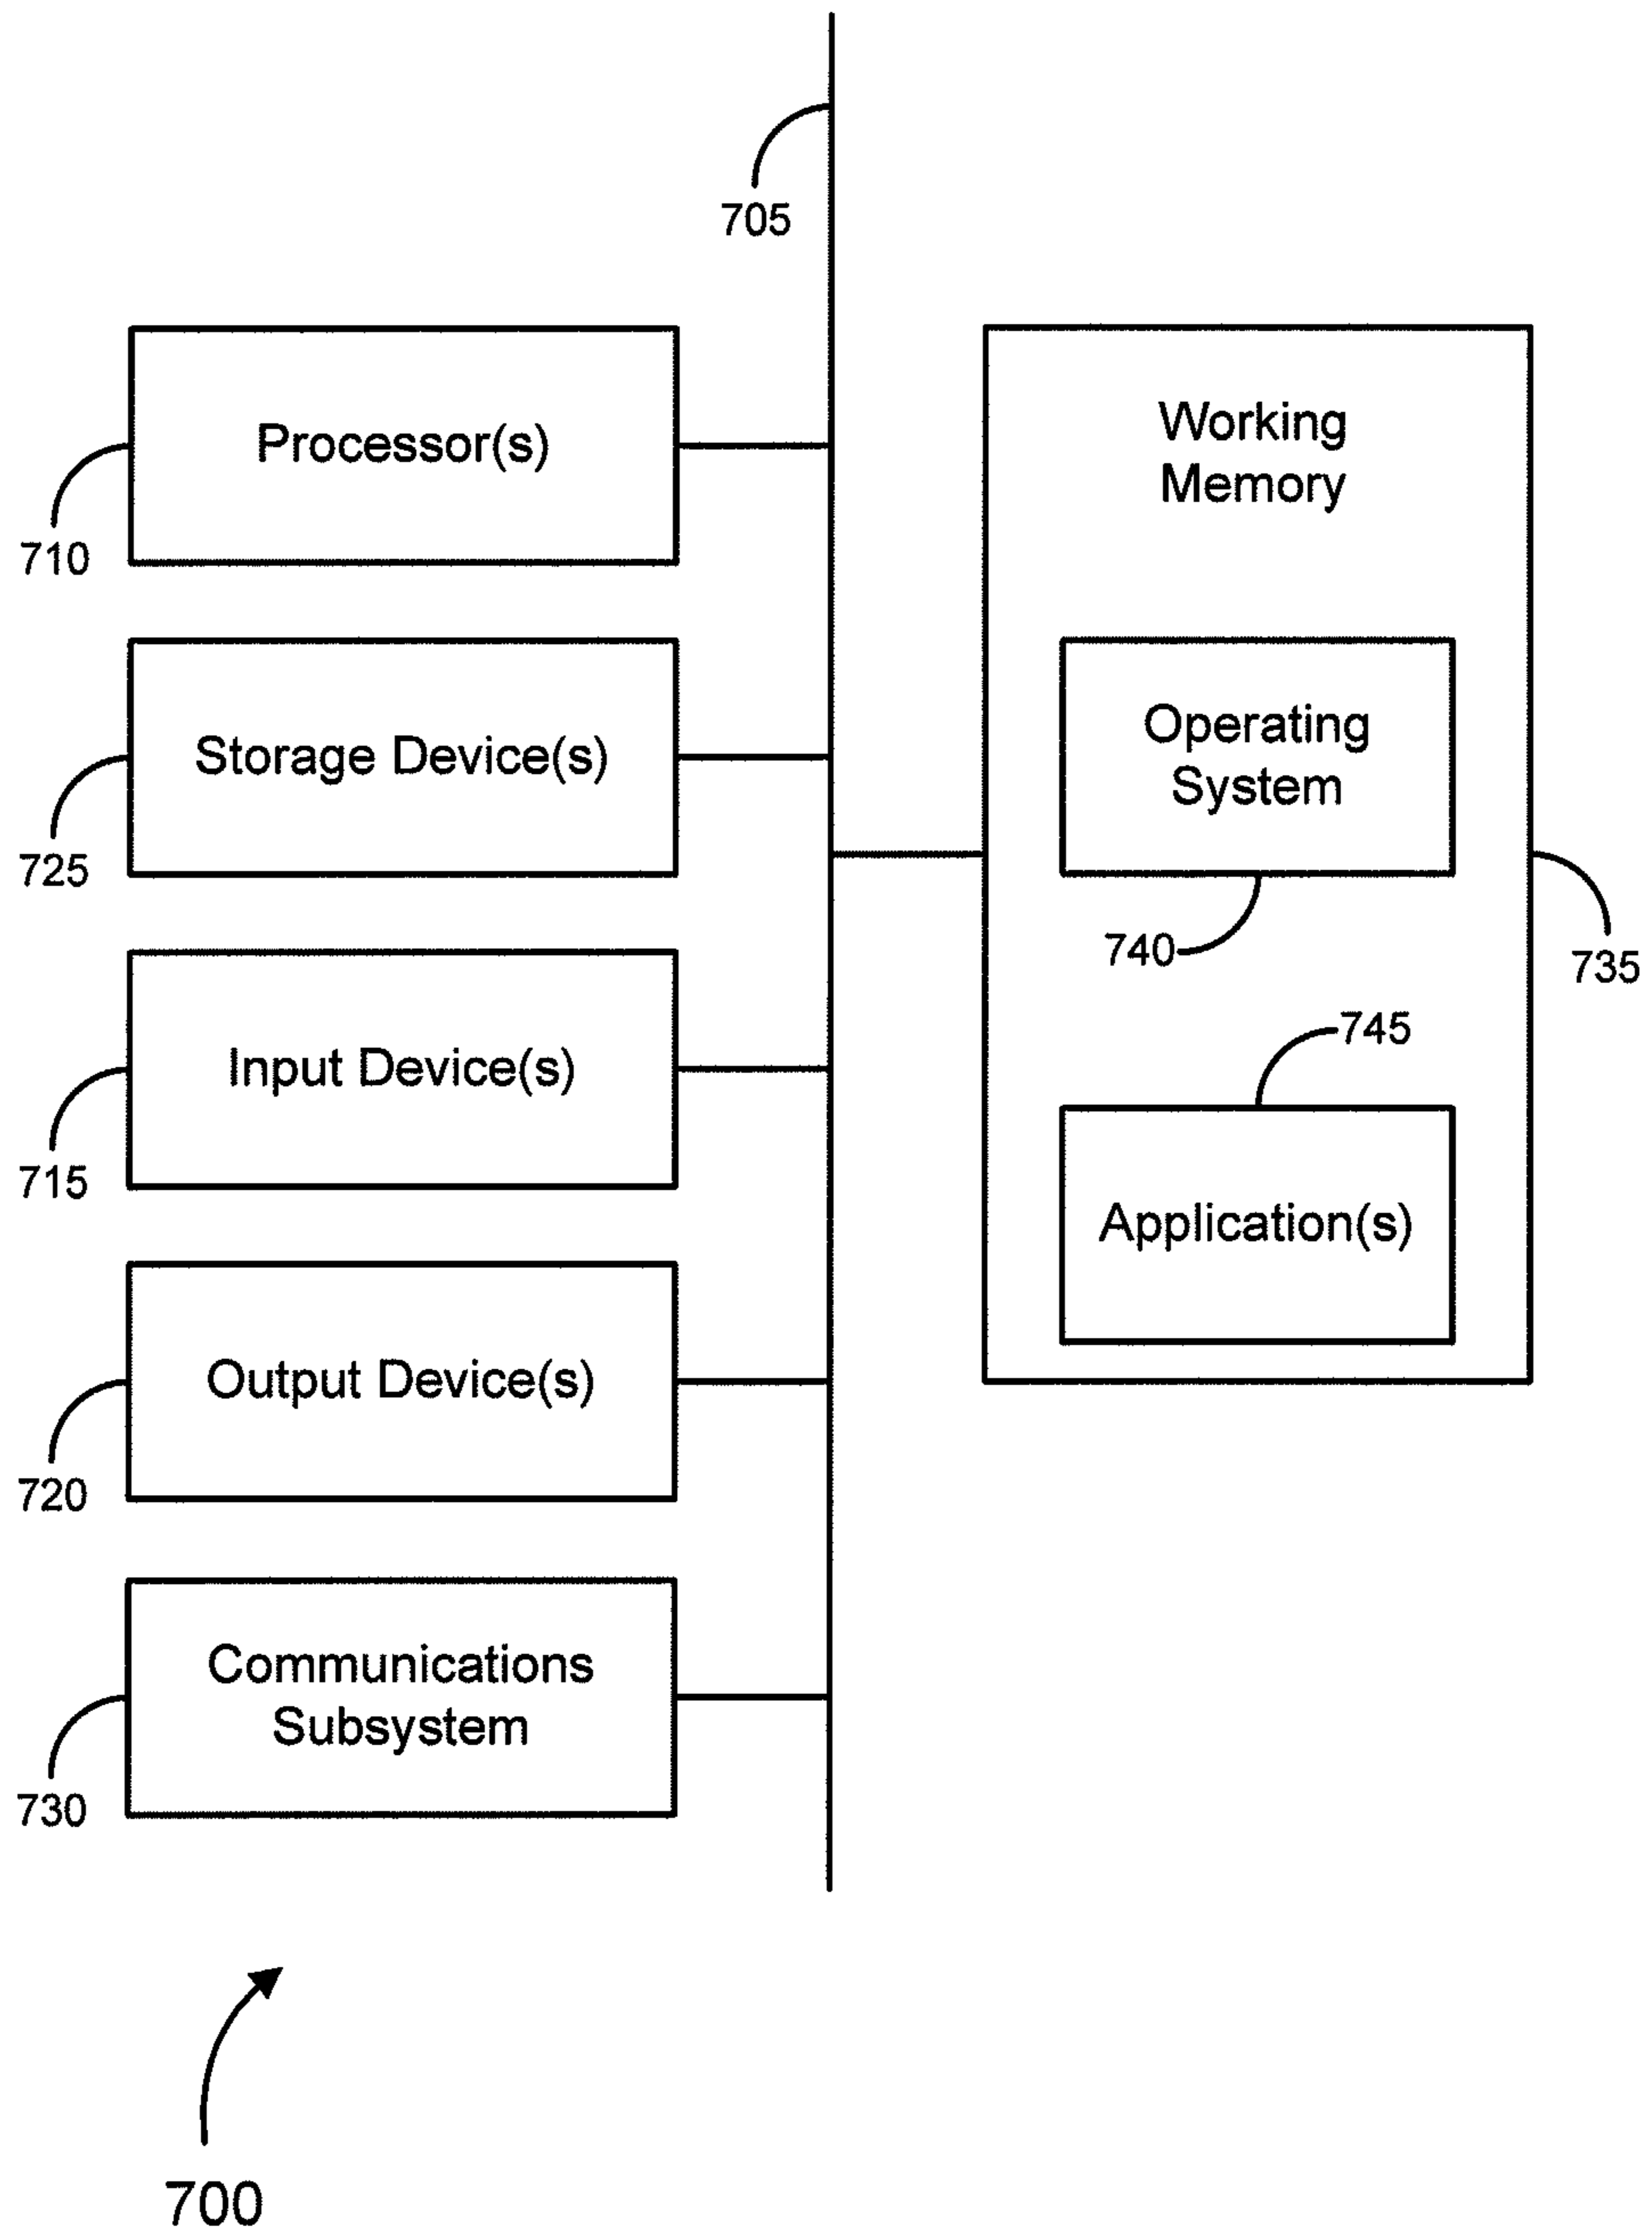 705
Processor(s)
710
Storage Device(s)
725
Input Device(s)
715
Output Device(s)
720
Communications
Subsystem
730
Working
Memory
Operating
System
740
735
745
Application(s)
700